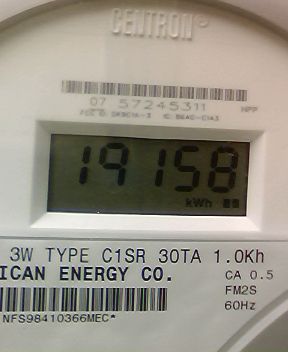 CENTRON
07 57245311 HPP
19158
kWh
3W TYPE C1SR 30TA 1.0Kh
ICAN ENERGY CO.
CA 0.5
FM2S
60Hz
NFS98410366MEC*